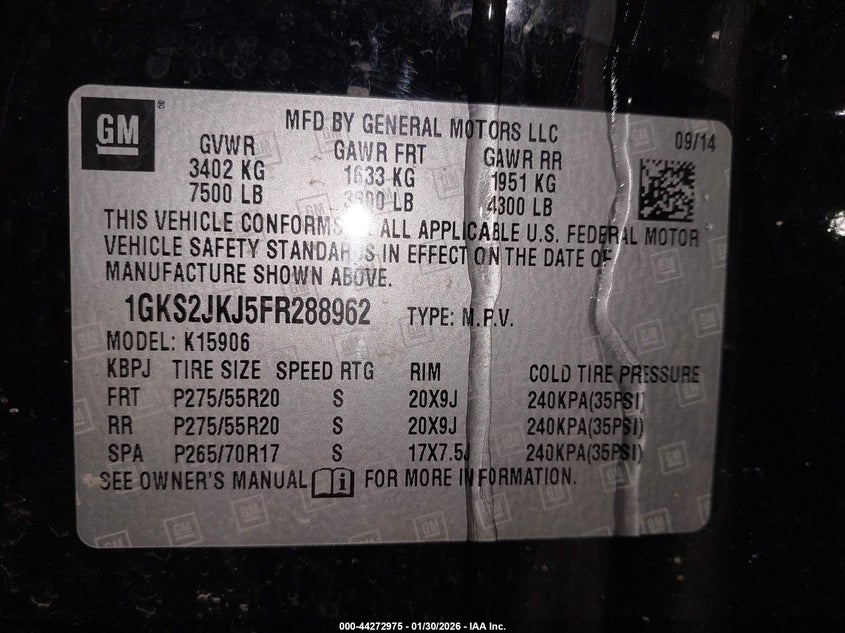 GM ®
MFD BY GENERAL MOTORS LLC
09/14
GVWR GAWR FRT GAWR RR
3402 KG 1633 KG 1951 KG
7500 LB 3600 LB 4300 LB
THIS VEHICLE CONFORMS ALL APPLICABLE U.S. FEDERAL MOTOR
VEHICLE SAFETY STANDARDS IN EFFECT ON THE DATE OF
MANUFACTURE SHOWN ABOVE.
1GKS2JKJ5FR288962 TYPE: M.P.V.
MODEL: K15906
KBPJ TIRE SIZE SPEED RTG RIM COLD TIRE PRESSURE
FRT P275/55R20 S 20X9J 240KPA(35PSI)
RR P275/55R20 S 20X9J 240KPA(35PSI)
SPA P265/70R17 S 17X7.5J 240KPA(35PSI)
SEE OWNER'S MANUAL i FOR MORE INFORMATION.
000-44272975 - 01/30/2026 - IAA Inc.